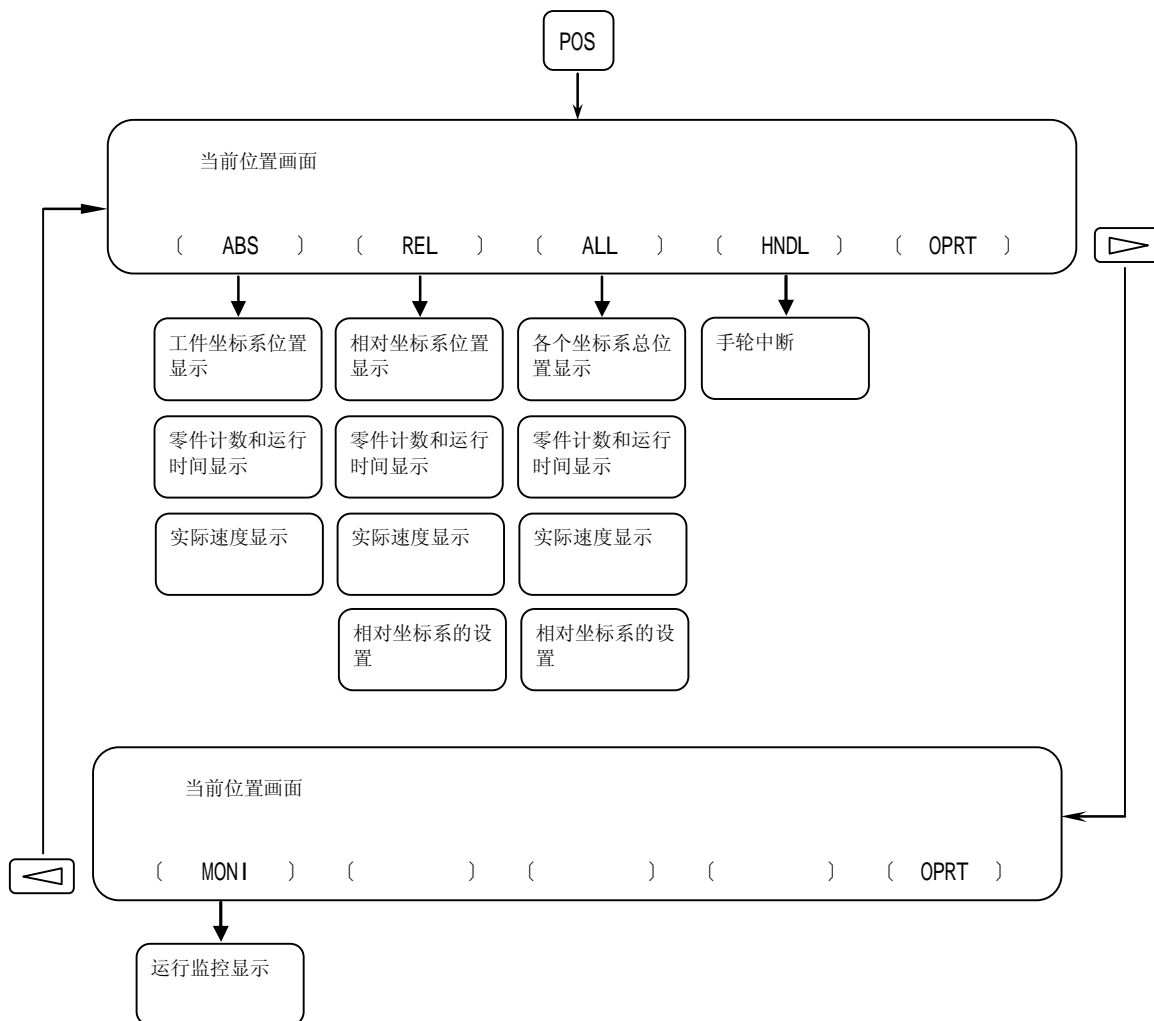 POS
当前位置画面
〔 ABS 〕 〔 REL 〕 〔 ALL 〕 〔 HNDL 〕 〔 OPRT 〕
工件坐标系位置
显示
相对坐标系位置
显示
各个坐标系总位
置显示
手轮中断
零件计数和运行
时间显示
零件计数和运行
时间显示
零件计数和运行
时间显示
实际速度显示
实际速度显示
实际速度显示
相对坐标系的设
置
相对坐标系的设
置
当前位置画面
〔 MONI 〕 〔 〕 〔 〕 〔 〕 〔 OPRT 〕
运行监控显示